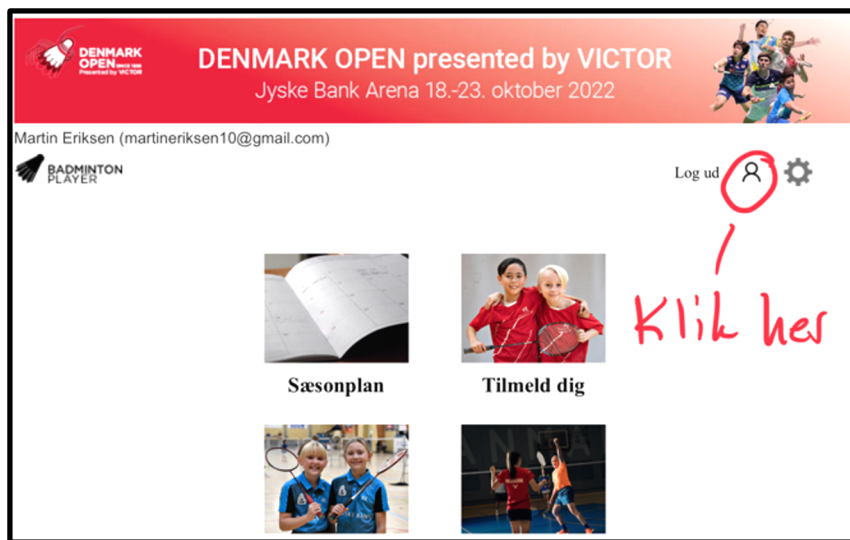 DENMARK
OPEN SINCE 1935
Presented by VICTOR
DENMARK OPEN presented by VICTOR
Jyske Bank Arena 18.-23. oktober 2022
Martin Eriksen (martineriksen10@gmail.com)
BADMINTON
PLAYER
Log ud
Klik her
Sæsonplan
Tilmeld dig